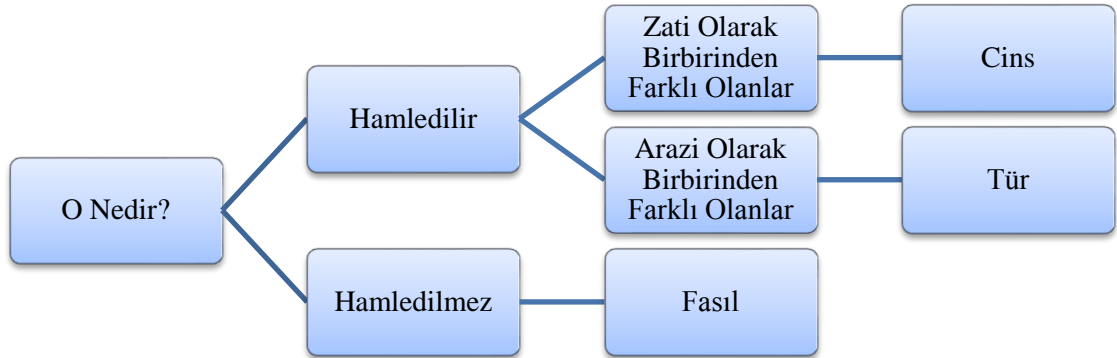 O Nedir?
Hamledilir
Zati Olarak
Birbirinden
Farklı Olanlar
Cins
Arazi Olarak
Birbirinden
Farklı Olanlar
Tür
Hamledilmez
Fasıl